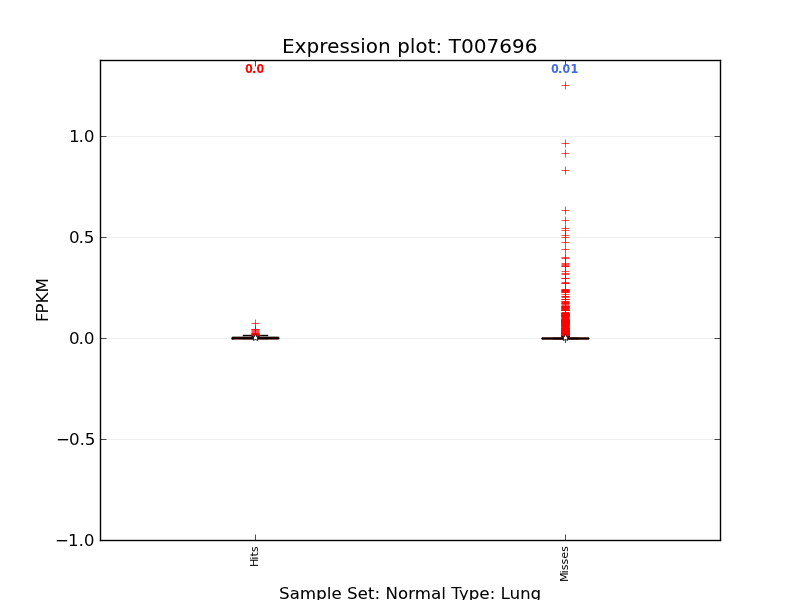 Expression plot: T007696
0.0
0.01
1.0
0.5
0.0
−0.5
−1.0
FPKM
Hits
Misses
Sample Set: Normal Type: Lung